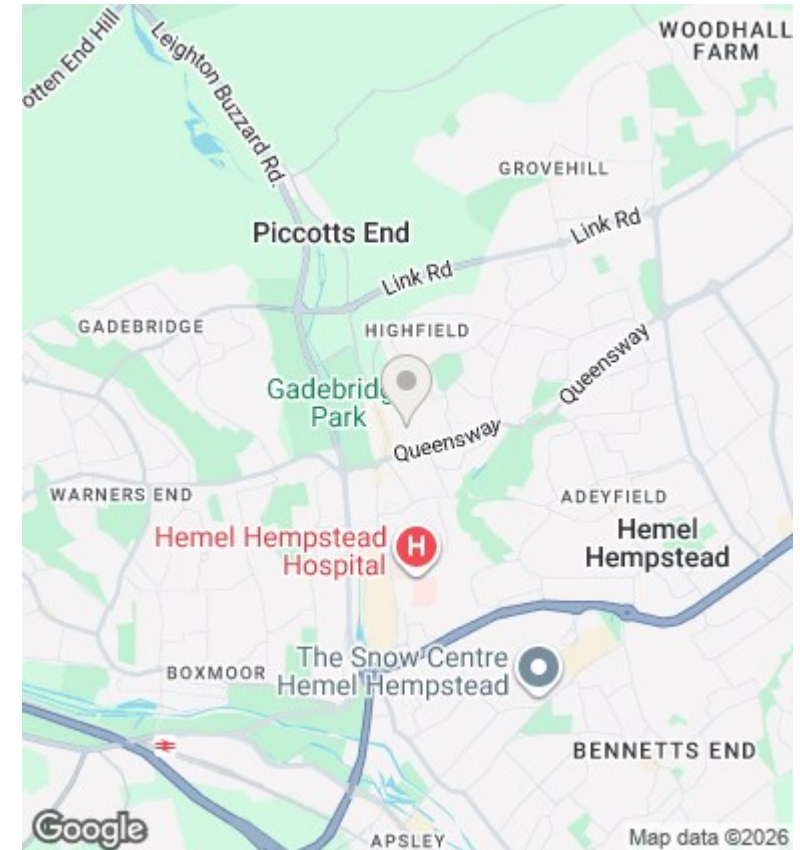 WOODHALL
FARM
otten End Hill
Leighton Buzzard Rd.
GROVEHILL
Piccotts End
Link Rd
Link Rd
GADEBRIDGE
HIGHFIELD
Gadebridg
Park
Queensway
Queensway
WARNERS END
ADEYFIELD
Hemel Hempstead
Hospital
H
Hemel
Hempstead
The Snow Centre
Hemel Hempstead
BOXMOOR
BENNETTS END
APSLEY
Google
Map data ©2026